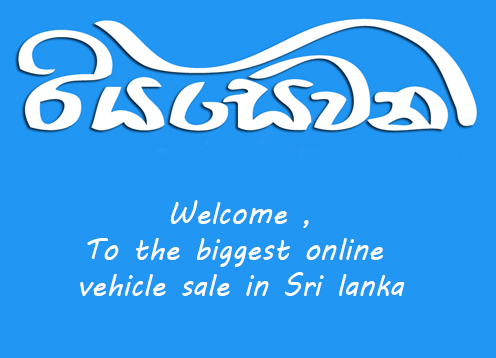 රියසෙවන
Welcome ,
To the biggest online
vehicle sale in Sri lanka